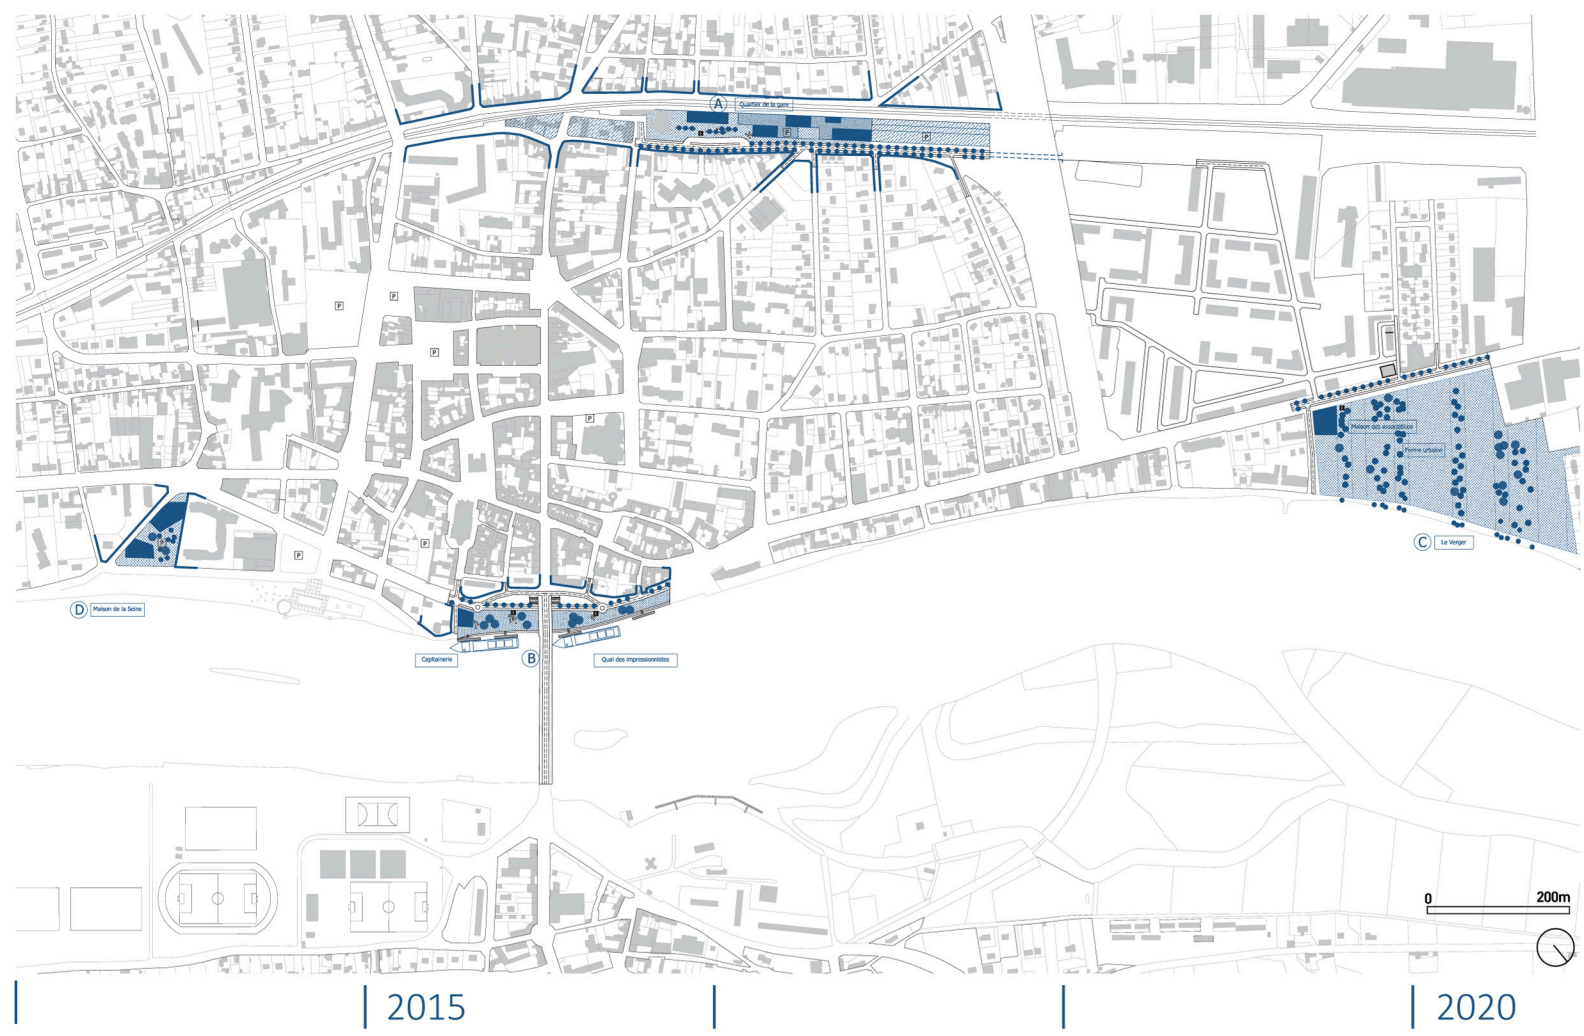 A
Quartier de la gare
P
P
P
P
P
P
Maison des associations
Ferme urbaine
P
P
P
C
Le Verger
D
Maison de la Seine
Capitainerie
B
Quai des impressionnistes
0 200m
2015
2020